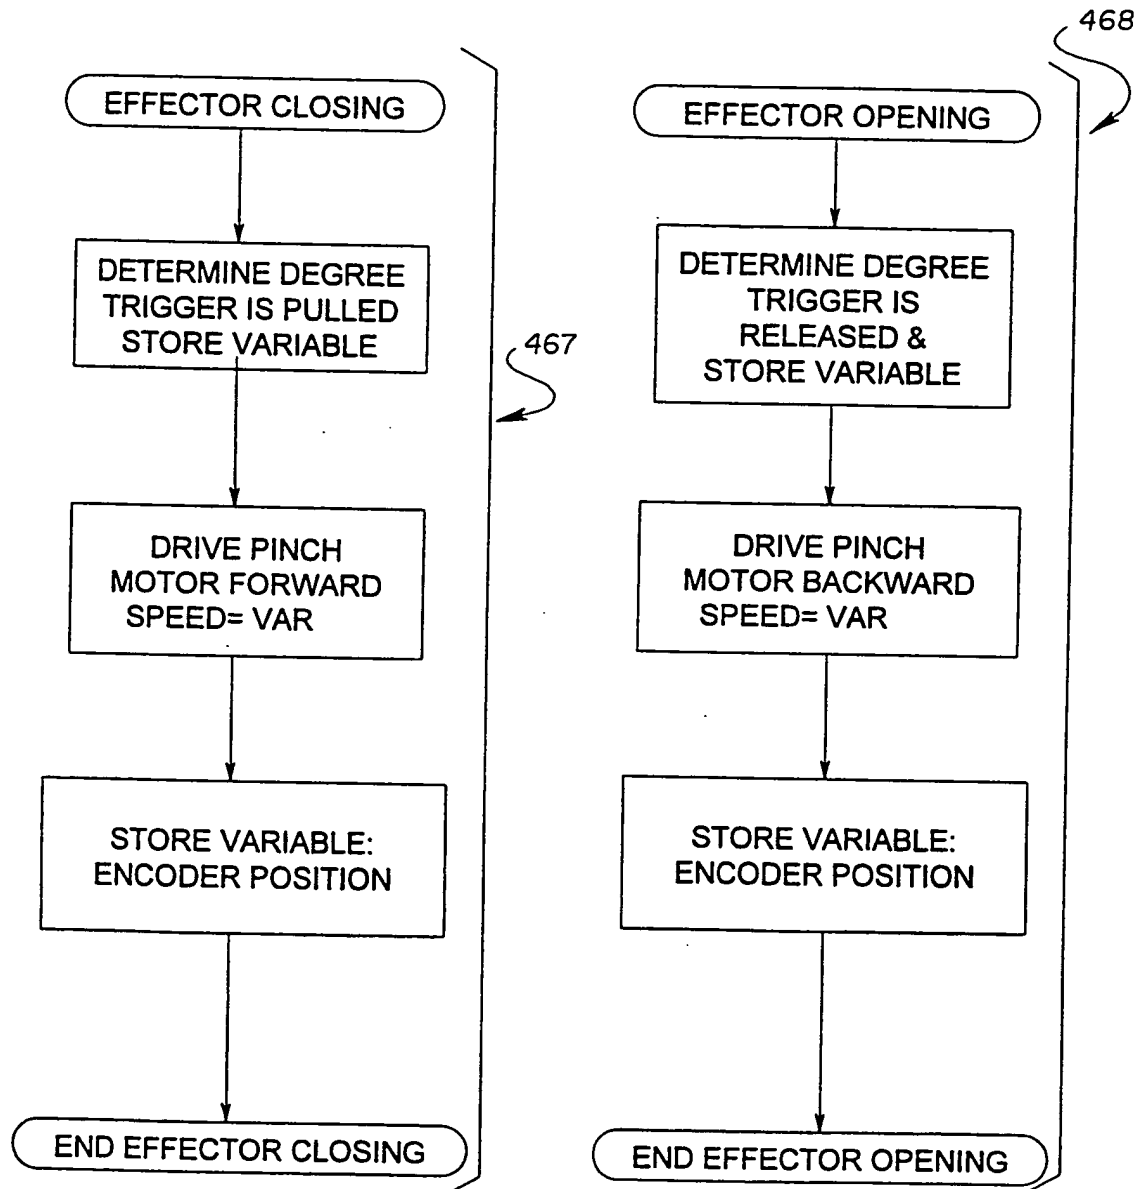 EFFECTOR CLOSING
DETERMINE DEGREE
TRIGGER IS PULLED
STORE VARIABLE
467
DRIVE PINCH
MOTOR FORWARD
SPEED= VAR
STORE VARIABLE:
ENCODER POSITION
END EFFECTOR CLOSING
468
EFFECTOR OPENING
DETERMINE DEGREE
TRIGGER IS
RELEASED &
STORE VARIABLE
DRIVE PINCH
MOTOR BACKWARD
SPEED= VAR
STORE VARIABLE:
ENCODER POSITION
END EFFECTOR OPENING